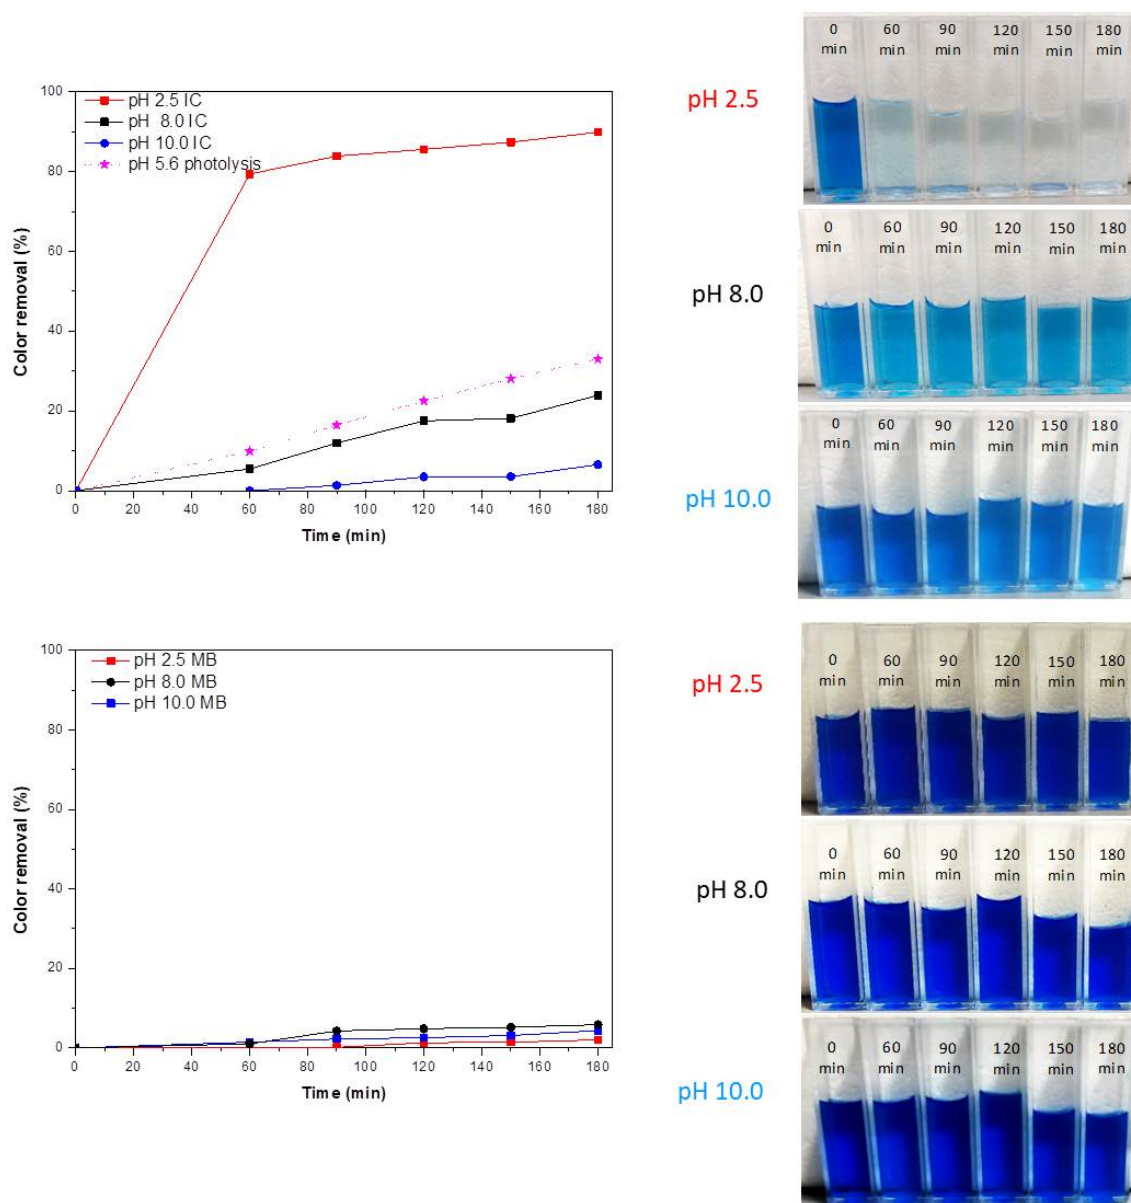 100
80
60
40
20
0
Color removal (%)
pH 2.5 IC
pH 8.0 IC
pH 10.0 IC
pH 5.6 photolysis
0 20 40 60 80 100 120 140 160 180
Time (min)
pH 2.5
0 60 90 120 150 180
min min min min min min
pH 8.0
0 60 90 120 150 180
min min min min min min
pH 10.0
0 60 90 120 150 180
min min min min min min
100
80
60
40
20
0
Color removal (%)
pH 2.5 MB
pH 8.0 MB
pH 10.0 MB
0 20 40 60 80 100 120 140 160 180
Time (min)
pH 2.5
0 60 90 120 150 180
min min min min min min
pH 8.0
0 60 90 120 150 180
min min min min min min
pH 10.0
0 60 90 120 150 180
min min min min min min